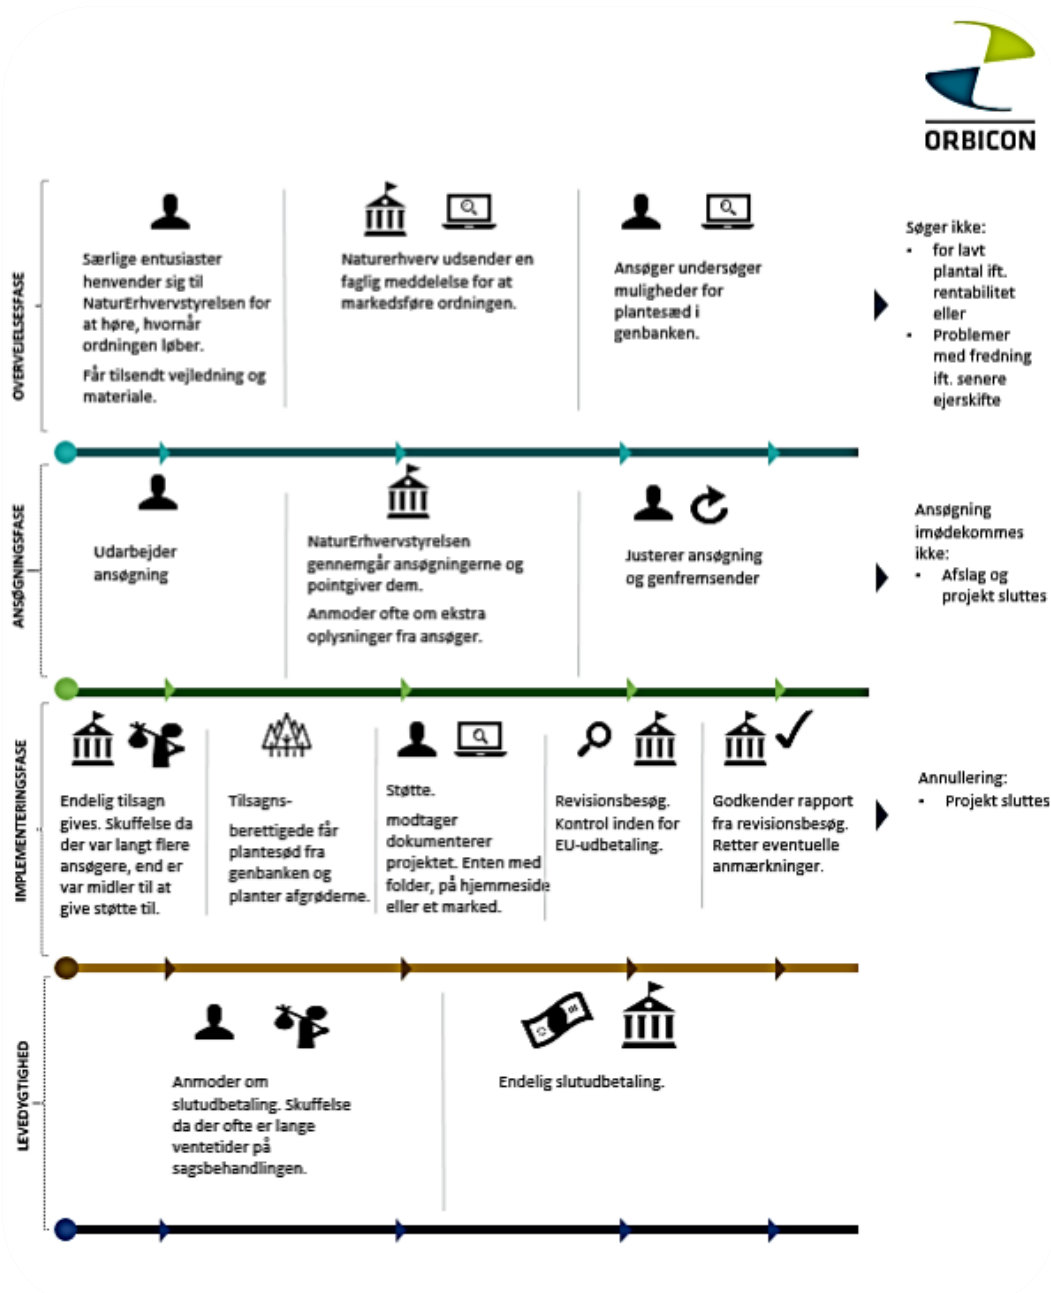 ORBICON
OVERVEJELSESFASE
Særlige entusiaster
henvender sig til
NaturErhvervstyrelsen for
at høre, hvornår
ordningen løber.
Får tilsendt vejledning og
materiale.
Naturerhverv udsender en
faglig meddelelse for at
markedsføre ordningen.
Ansøger undersøger
muligheder for
plantesæd i
genbanken.
Søger ikke:
▪ for lavt
plantal ift.
rentabilitet
eller
▪ Problemer
med fredning
ift. senere
ejerskifte
ANSØGNINGSFASE
Udarbejder
ansøgning
NaturErhvervstyrelsen
gennemgår ansøgningerne og
pointgiver dem.
Anmoder ofte om ekstra
oplysninger fra ansøger.
Justerer ansøgning
og genfremsender
Ansøgning
imødekommes
ikke:
▪ Afslag og
projekt sluttes
IMPLEMENTERINGSFASE
Endelig tilsagn
gives. Skuffelse da
der var langt flere
ansøgere, end er
var midler til at
give støtte til.
Tilsagns-
berettigede får
plantesød fra
genbanken og
planter afgrøderne.
Støtte.
modtager
dokumenterer
projektet. Enten med
folder, på hjemmeside
eller et marked.
Revisionsbesøg.
Kontrol inden for
EU-udbetaling.
Godkender rapport
fra revisionsbesøg.
Retter eventuelle
anmærkninger.
Annullering:
▪ Projekt sluttes
LEVEDYGTIGHED
Anmoder om
slutudbetaling. Skuffelse
da der ofte er lange
ventetider på
sagsbehandlingen.
Endelig slutudbetaling.